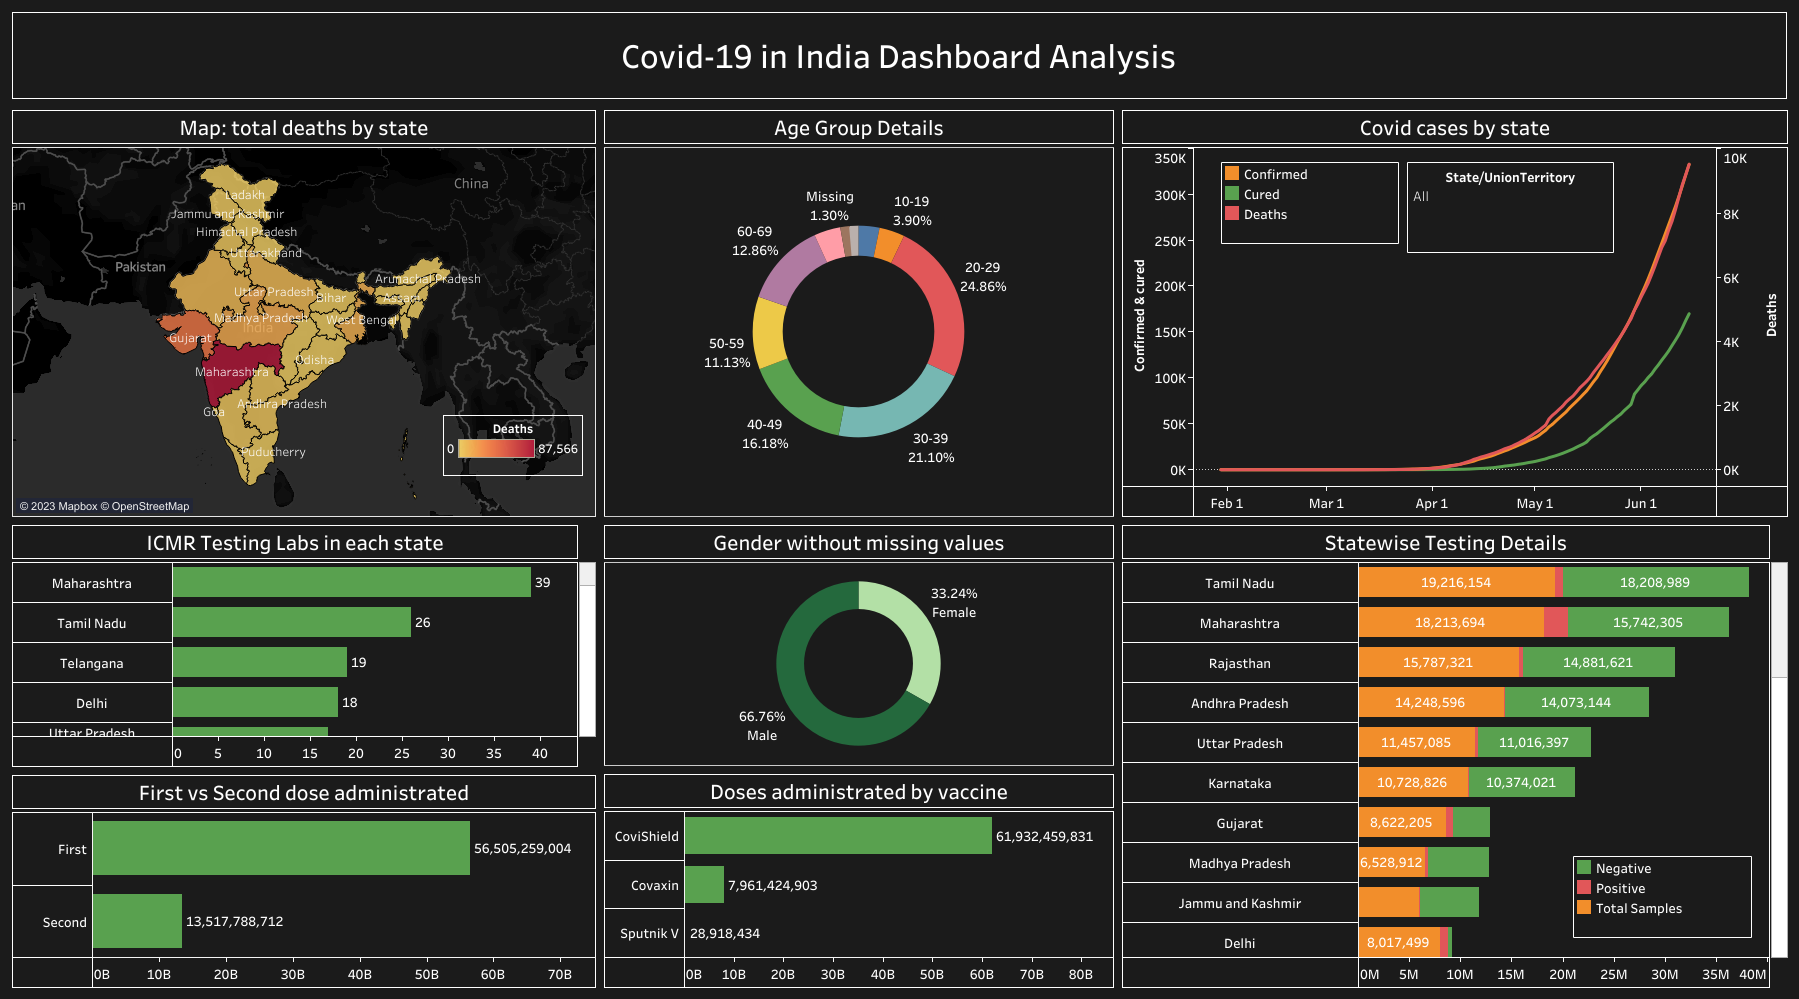 Covid-19 in India Dashboard Analysis
Map: total deaths by state
China
an
Ladakh
Jammu and Kashmir
Himachal Pradesh
Uttarakhand
Pakistan
Arunachal Pradesh
Uttar Pradesh
Bihar
Assam
Madhya Pradesh
West Bengal
India
Gujarat
Odisha
Maharashtra
Goa
Andhra Pradesh
Puducherry
Deaths
0 87,566
© 2023 Mapbox © OpenStreetMap
Age Group Details
Missing
1.30%
10-19
3.90%
60-69
12.86%
20-29
24.86%
50-59
11.13%
40-49
16.18%
30-39
21.10%
Covid cases by state
350K
300K
250K
200K
150K
100K
50K
0K
Confirmed & cured
Confirmed
Cured
Deaths
State/UnionTerritory
All
10K
8K
6K
4K
2K
0K
Deaths
Feb 1 Mar 1 Apr 1 May 1 Jun 1
ICMR Testing Labs in each state
Maharashtra 39
Tamil Nadu 26
Telangana 19
Delhi 18
Uttar Pradesh
0 5 10 15 20 25 30 35 40
Gender without missing values
33.24%
Female
66.76%
Male
Statewise Testing Details
Tamil Nadu 19,216,154 18,208,989
Maharashtra 18,213,694 15,742,305
Rajasthan 15,787,321 14,881,621
Andhra Pradesh 14,248,596 14,073,144
Uttar Pradesh 11,457,085 11,016,397
Karnataka 10,728,826 10,374,021
Gujarat 8,622,205
Madhya Pradesh 6,528,912
Jammu and Kashmir
Delhi 8,017,499
Negative
Positive
Total Samples
0M 5M 10M 15M 20M 25M 30M 35M 40M
First vs Second dose administrated
First 56,505,259,004
Second 13,517,788,712
0B 10B 20B 30B 40B 50B 60B 70B
Doses administrated by vaccine
CoviShield 61,932,459,831
Covaxin 7,961,424,903
Sputnik V 28,918,434
0B 10B 20B 30B 40B 50B 60B 70B 80B